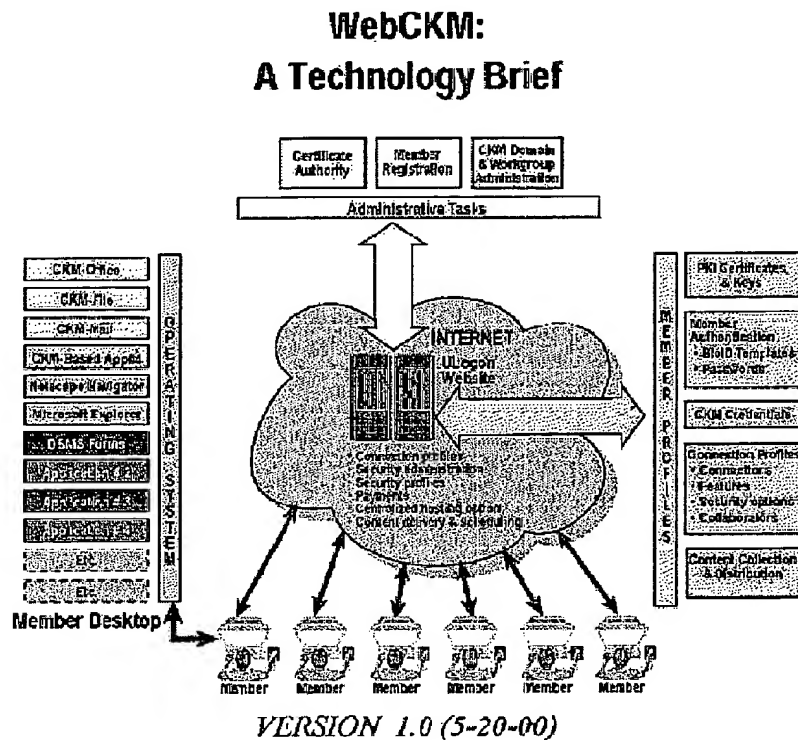 WebCKM:
A Technology Brief
Certificate
Authority
Member
Registration
CKM Domain
& Workgroup
Administration
Administrative Tasks
CKM-Office
CKM-File
CKM-Mail
CKM-Based Appls
Netscape Navigator
Microsoft Explorer
DSMS Forms
Etc.
Etc.
OPERATING SYSTEM
Member Desktop
INTERNET
ULogon
Website
• Connection profiles
• Security administration
• Security profiles
• Payments
• Centralized hosting option
• Content delivery & scheduling
MEMBER PROFILES
PKI Certificates
& Keys
Member
Authentication
• BioID Templates
• Passwords
CKM Credentials
Connection Profiles
• Connections
• Features
• Security options
• Collaborators
Content Collection
& Distribution
Member
Member
Member
Member
Member
Member
VERSION 1.0 (5-20-00)